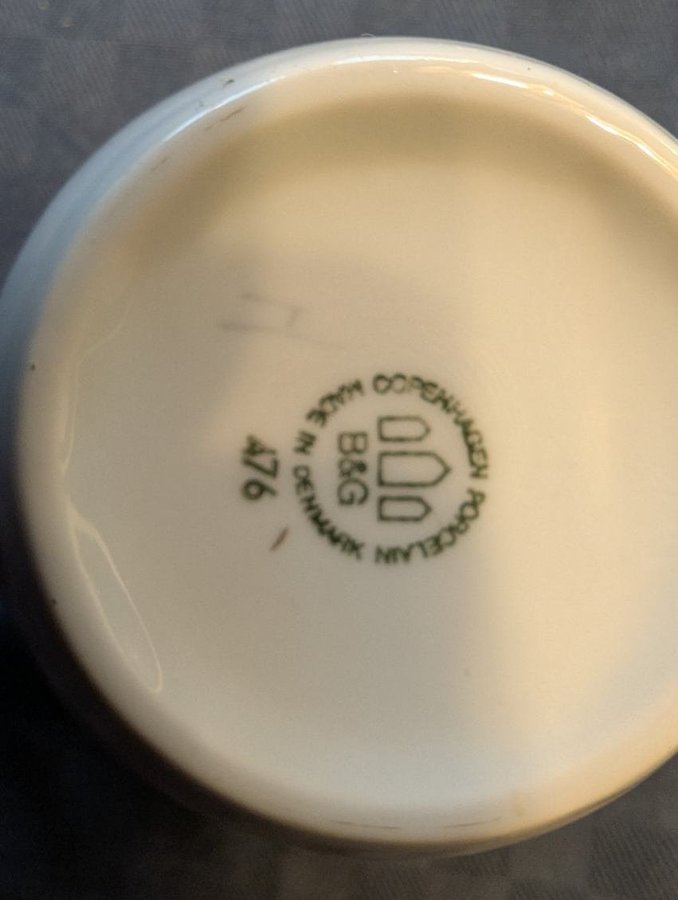 COPENHAGEN PORCELAIN
MADE IN DENMARK
B&G
476